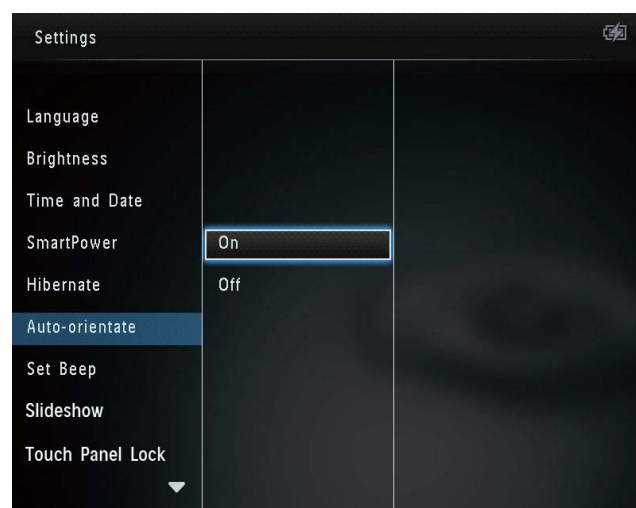 Settings
Language
Brightness
Time and Date
SmartPower
On
Hibernate
Off
Auto-orientate
Set Beep
Slideshow
Touch Panel Lock